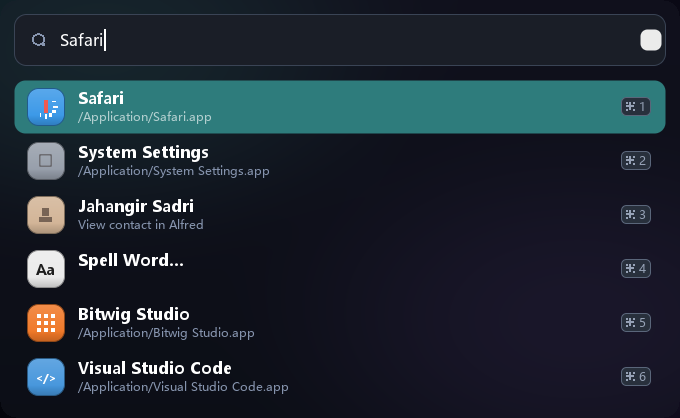 Safari
Safari
/Application/Safari.app
1
System Settings
/Application/System Settings.app
2
Jahangir Sadri
View contact in Alfred
3
Aa
Spell Word...
4
Bitwig Studio
/Application/Bitwig Studio.app
5
</>
Visual Studio Code
/Application/Visual Studio Code.app
6